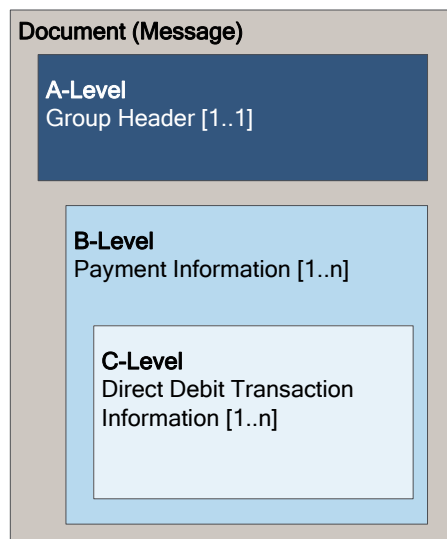 Document (Message)
A-Level
Group Header [1..1]
B-Level
Payment Information [1..n]
C-Level
Direct Debit Transaction
Information [1..n]